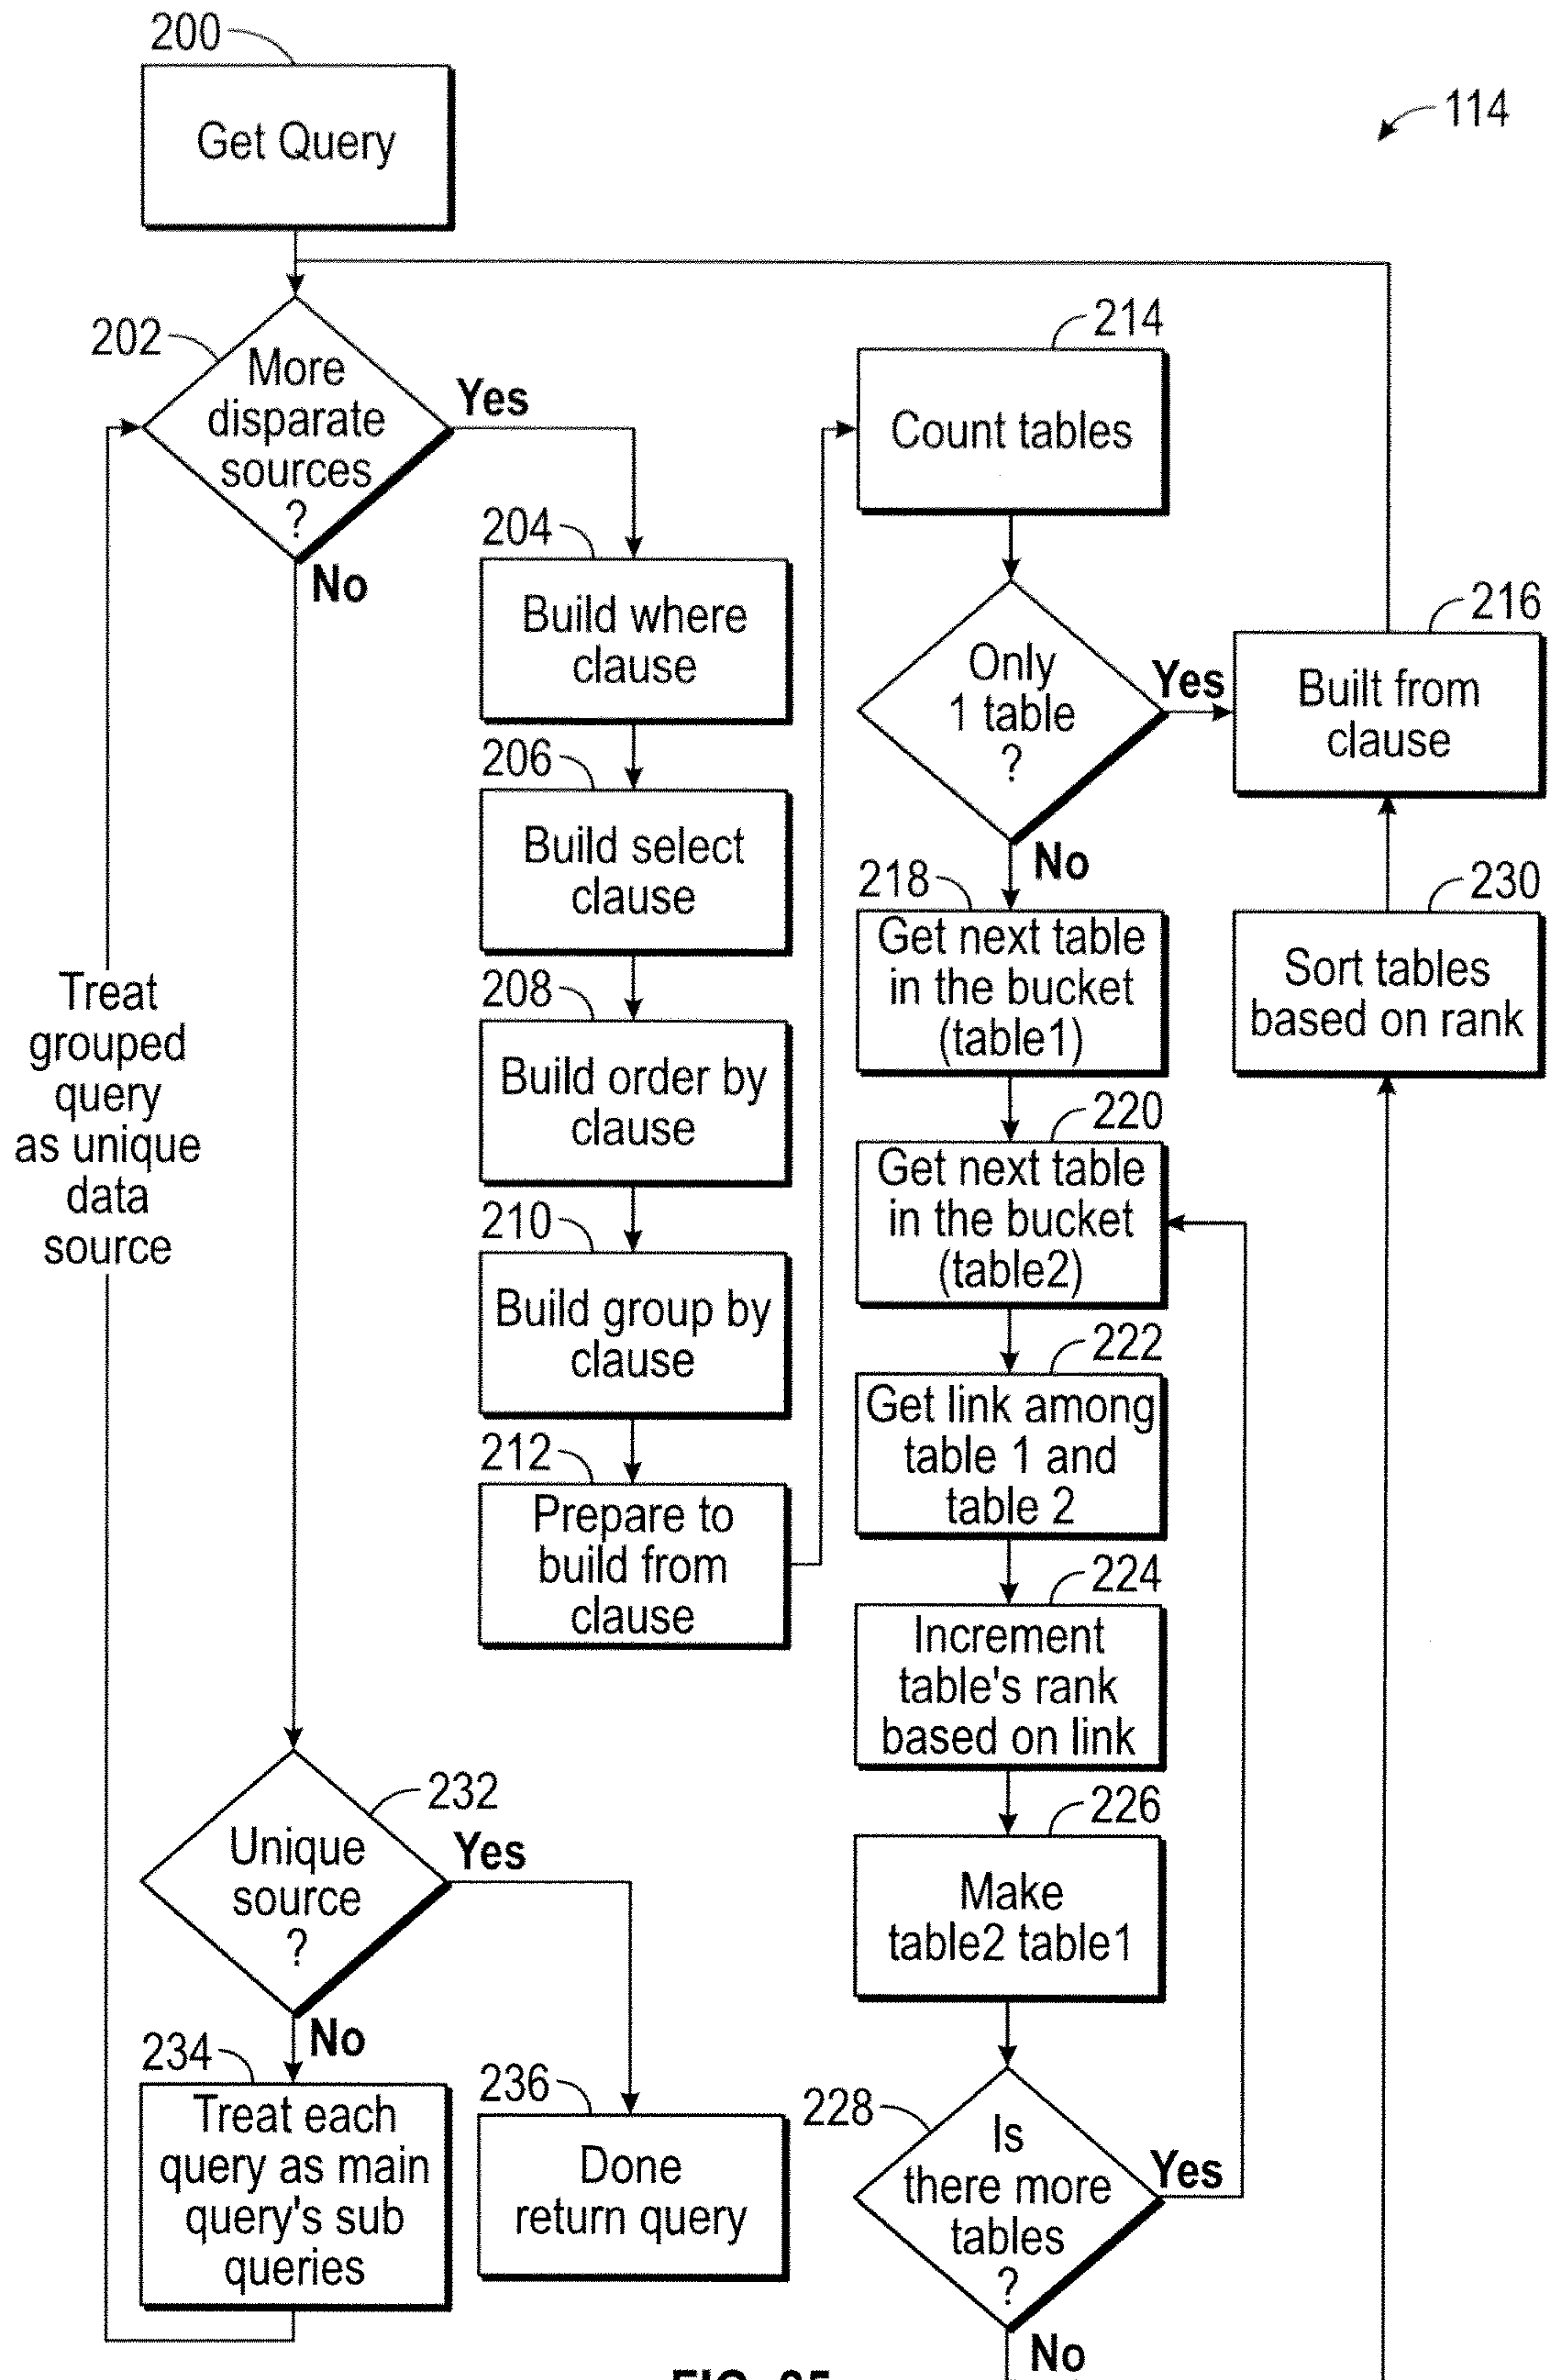 200
Get Query
114
202
More
disparate
sources
?
Yes
No
204
Build where
clause
206
Build select
clause
208
Build order by
clause
210
Build group by
clause
212
Prepare to
build from
clause
214
Count tables
Only
1 table
?
Yes
No
216
Built from
clause
218
Get next table
in the bucket
(table1)
220
Get next table
in the bucket
(table2)
222
Get link among
table 1 and
table 2
224
Increment
table's rank
based on link
226
Make
table2 table1
228
Is
there more
tables
?
Yes
No
230
Sort tables
based on rank
Treat
grouped
query
as unique
data
source
232
Unique
source
?
Yes
No
234
Treat each
query as main
query's sub
queries
236
Done
return query